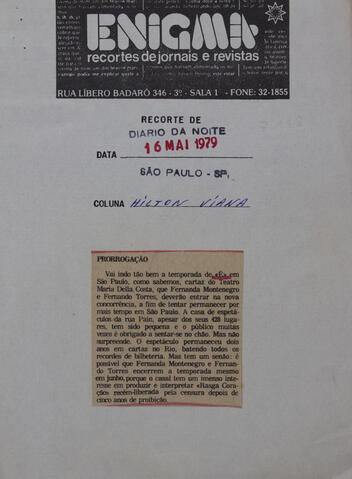 ENIGMA
recortes de jornais e revistas
RUA LÍBERO BADARÓ 346 - 3º - SALA 1 - FONE: 32-1855
RECORTE DE
DIARIO DA NOITE
DATA 16 MAI 1979
SÃO PAULO - SP,
COLUNA HILTON VIANA
PRORROGAÇÃO
Vai indo tão bem a temporada de «É» em
São Paulo, como sabemos, cartaz do Teatro
Maria Della Costa, que Fernanda Montenegro
e Fernando Torres, deverão entrar na nova
concorrência, a fim de tentar permanecer por
mais tempo em São Paulo. A casa de espetá-
culos da rua Paim, apesar dos seus 428 luga-
res, tem sido pequena e o público muitas
vezes é obrigado a sentar-se no chão. Mas não
surpreende. O espetáculo permaneceu dois
anos em cartaz no Rio, batendo todos os
recordes de bilheteria. Mas tem um senão: é
possível que Fernanda Montenegro e Fernan-
do Torres encerrem a temporada mesmo
em junho, porque o casal tem um imenso inte-
resse em produzir e interpretar «Rasga Cora-
ção» recém-liberada pela censura depois de
cinco anos de proibição.